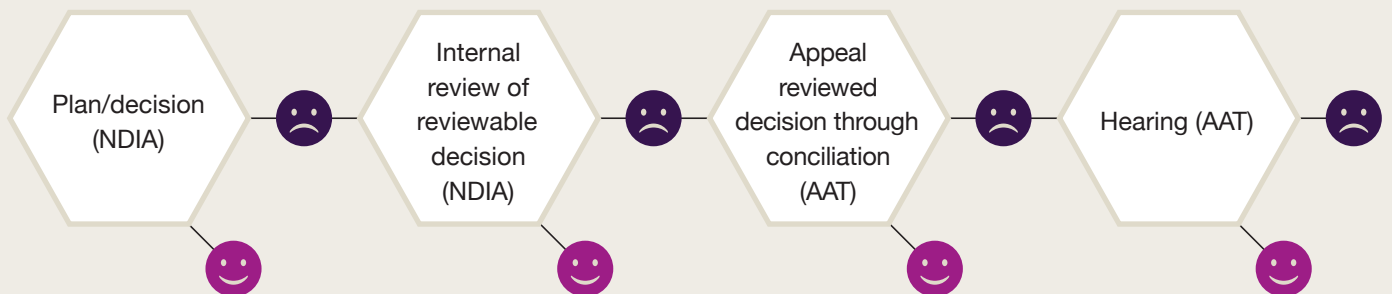 Plan/decision
(NDIA)
Internal
review of
reviewable
decision
(NDIA)
Appeal
reviewed
decision through
conciliation
(AAT)
Hearing (AAT)